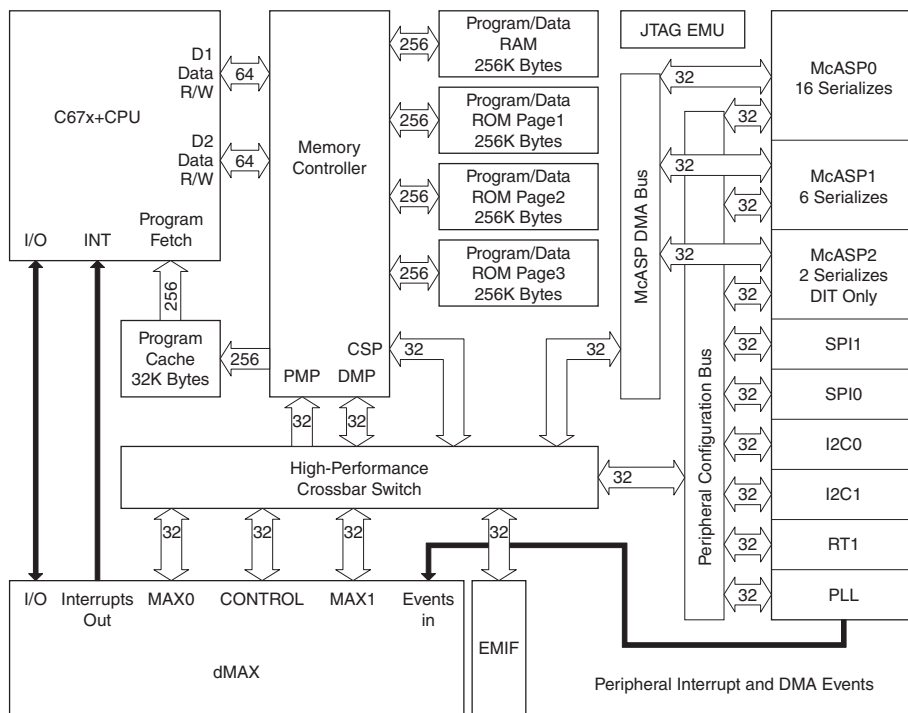 D1
Data
R/W
64
C67x+CPU
D2
Data
R/W
64
Program
Fetch
I/O
INT
256
Program
Cache
32K Bytes
256
Memory
Controller
CSP
PMP
DMP
32
32
32
256
Program/Data
RAM
256K Bytes
256
Program/Data
ROM Page1
256K Bytes
256
Program/Data
ROM Page2
256K Bytes
256
Program/Data
ROM Page3
256K Bytes
JTAG EMU
McASP DMA Bus
32
Peripheral Configuration Bus
32
32
32
McASP0
16 Serializes
32
32
McASP1
6 Serializes
32
32
McASP2
2 Serializes
DIT Only
32
SPI1
32
SPI0
32
I2C0
32
I2C1
32
RT1
32
PLL
32
High-Performance
Crossbar Switch
32
32
32
32
I/O
Interrupts
Out
MAX0
CONTROL
MAX1
Events
in
dMAX
EMIF
Peripheral Interrupt and DMA Events